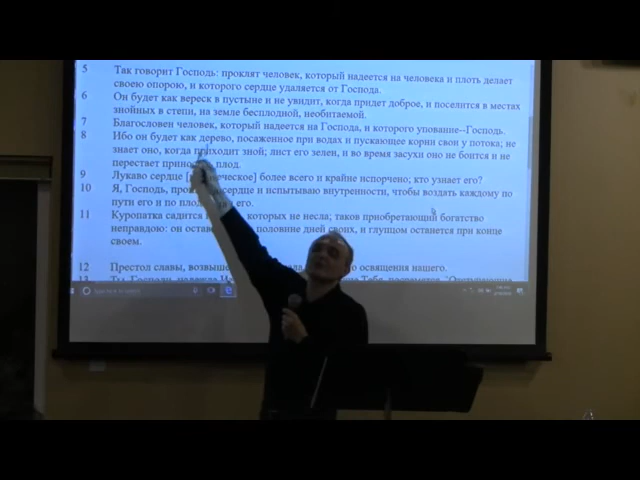 5 Так говорит Господь: проклят человек, который надеется на человека и плоть делает
своею опорою, и которого сердце удаляется от Господа.
6 Он будет как вереск в пустыне и не увидит, когда придет доброе, и поселится в местах
знойных в степи, на земле бесплодной, необитаемой.
7 Благословен человек, который надеется на Господа, и которого упование--Господь.
8 Ибо он будет как дерево, посаженное при водах и пускающее корни свои у потока; не
знает оно, когда приходит зной; лист его зелен, и во время засухи оно не боится и не
перестает плод.
9 Лукаво сердце более всего и крайне испорчено; кто узнает его?
10 Я, Господь, сердце и испытываю внутренности, чтобы воздать каждому по
пути его и по его.
11 Куропатка садится которых не несла; таков приобретающий богатство
неправдою: он половине дней своих, и глупцом останется при конце
своем.
12 Престол славы, освящения нашего.
13 Ты, Господи, надежда